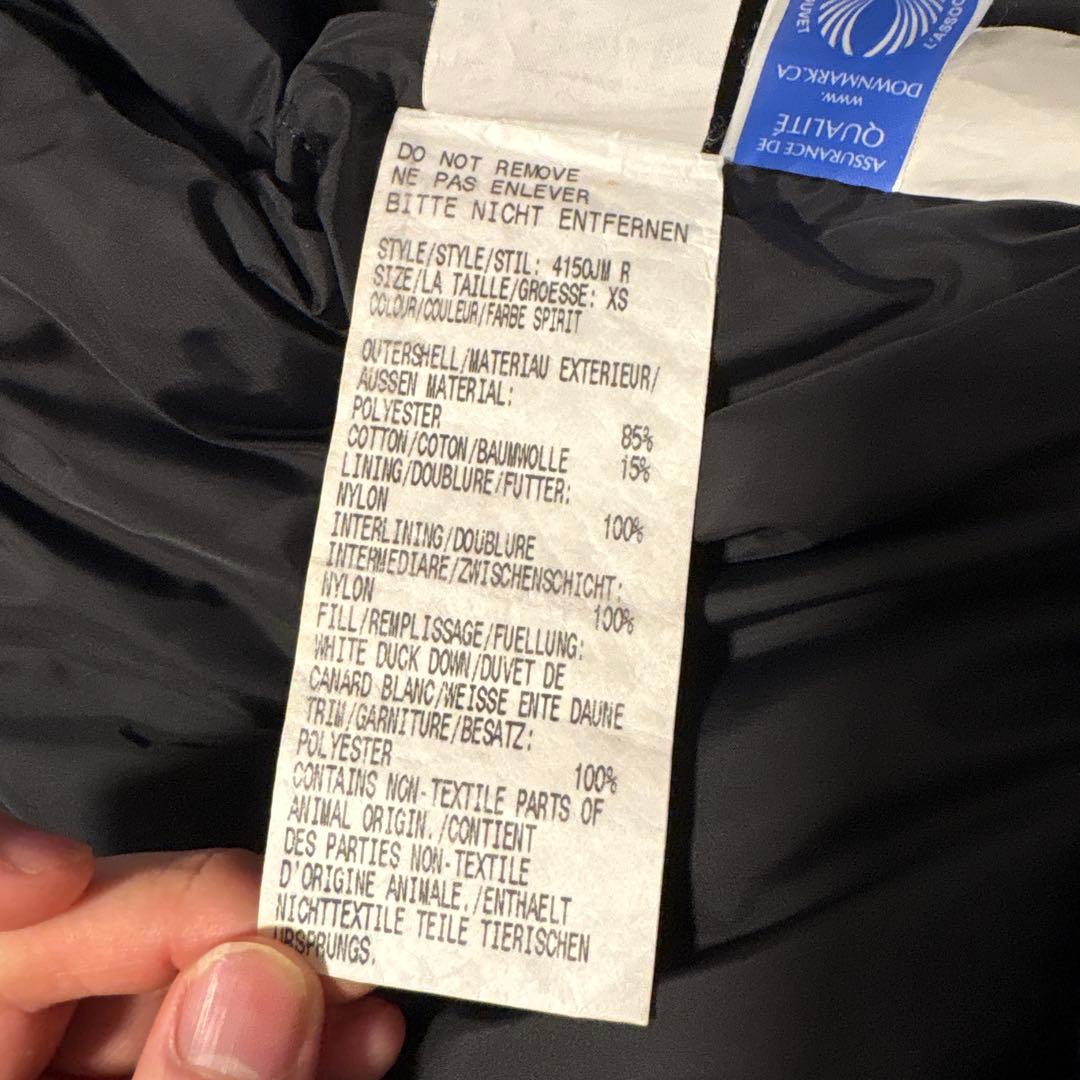 DO NOT REMOVE
NE PAS ENLEVER
BITTE NICHT ENTFERNEN
STYLE/STYLE/STIL: 4150JM R
SIZE/LA TAILLE/GROESSE: XS
COLOUR/COULEUR/FARBE SPIRIT
OUTERSHELL/MATERIAU EXTERIEUR/
AUSSEN MATERIAL:
POLYESTER 85%
COTTON/COTON/BAUMWOLLE 15%
LINING/DOUBLURE/FUTTER:
NYLON 100%
INTERLINING/DOUBLURE
INTERMEDIARE/ZWISCHENSCHICHT:
NYLON 100%
FILL/REMPLISSAGE/FUELLUNG:
WHITE DUCK DOWN/DUVET DE
CANARD BLANC/WEISSE ENTE DAUNE
TRIM/GARNITURE/BESATZ:
POLYESTER 100%
CONTAINS NON-TEXTILE PARTS OF
ANIMAL ORIGIN./CONTIENT
DES PARTIES NON-TEXTILE
D'ORIGINE ANIMALE./ENTHAELT
NICHTTEXTILE TEILE TIERISCHEN
URSPRUNGS.
L'ASSOC
DUVET
WWW.
DOWNMARK.CA
ASSURANCE DE
QUALITÉ